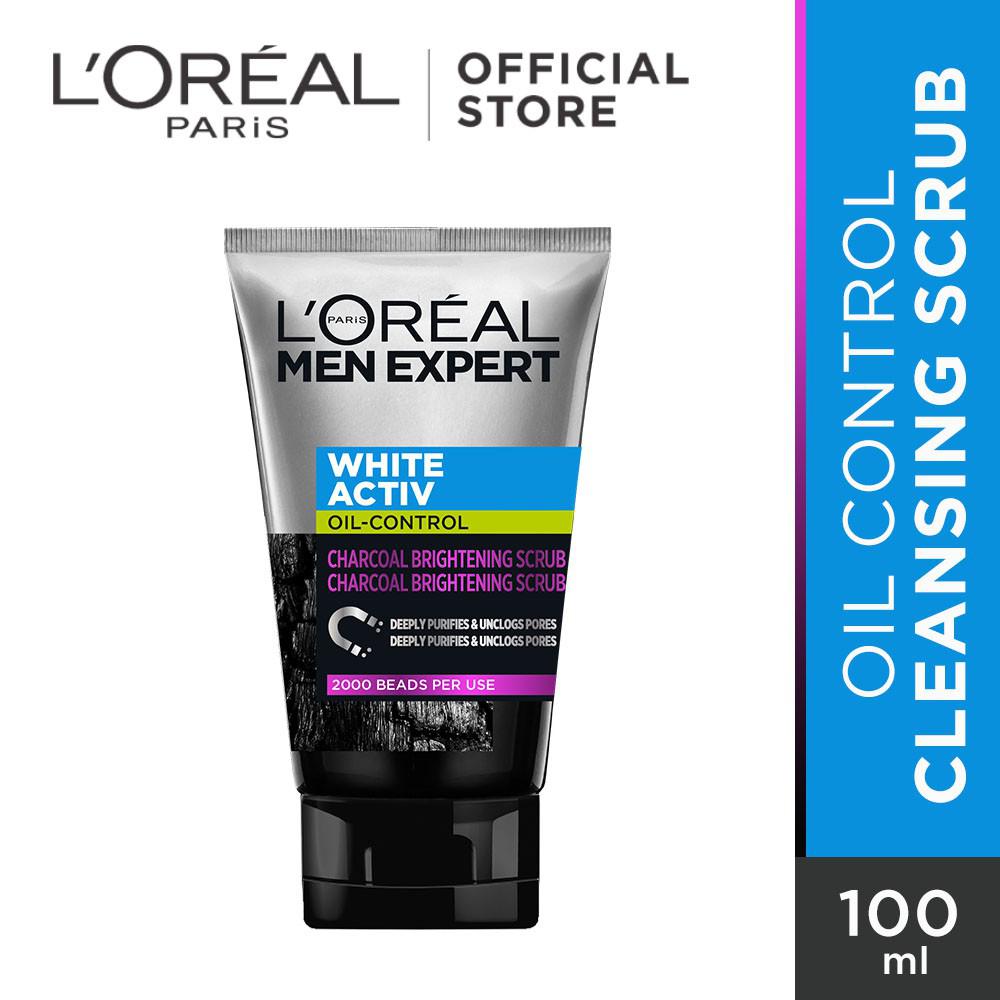 L'ORÉAL
PARiS
OFFICIAL
STORE
L'ORÉAL
PARiS
MEN EXPERT
WHITE
ACTIV
OIL-CONTROL
CHARCOAL BRIGHTENING SCRUB
CHARCOAL BRIGHTENING SCRUB
DEEPLY PURIFIES & UNCLOGS PORES
DEEPLY PURIFIES & UNCLOGS PORES
2000 BEADS PER USE
OIL CONTROL
CLEANSING SCRUB
100
ml